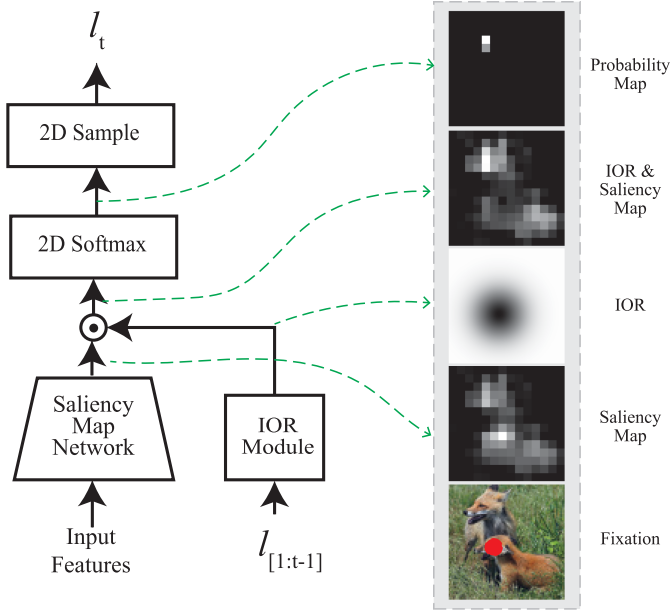 l_t
2D Sample
2D Softmax
Saliency
Map
Network
IOR
Module
Input
Features
l_[1:t-1]
Probability
Map
IOR &
Saliency
Map
IOR
Saliency
Map
Fixation